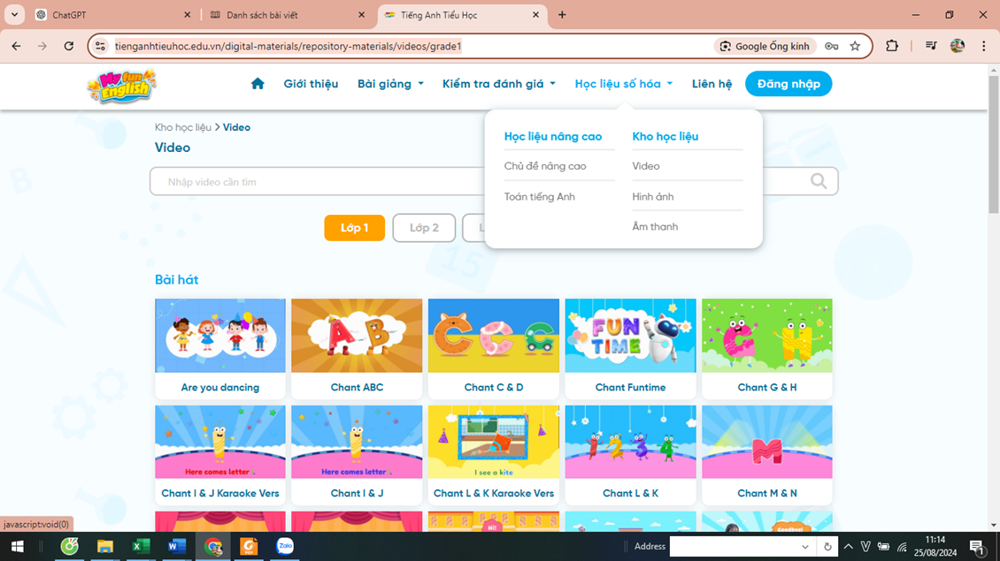 ChatGPT
Danh sách bài viết
Tiếng Anh Tiểu Học
tienganhtieuhoc.edu.vn/digital-materials/repository-materials/videos/grade1
Google Ống kính
My fun
English
Giới thiệu
Bài giảng
Kiểm tra đánh giá
Học liệu số hóa
Liên hệ
Đăng nhập
Kho học liệu > Video
Video
Nhập video cần tìm
Học liệu nâng cao
Chủ đề nâng cao
Toán tiếng Anh
Kho học liệu
Video
Hình ảnh
Âm thanh
Lớp 1
Lớp 2
L
15
B
Bài hát
A B
C C C
FUN
TIME
G H
Are you dancing
Chant ABC
Chant C & D
Chant Funtime
Chant G & H
Here comes letter
Here comes letter
I see a kite
1 2 3 4
M
Chant I & J Karaoke Vers
Chant I & J
Chant L & K Karaoke Vers
Chant L & K
Chant M & N
Hi!
Goodbye!
javascript:void(0)
Address
11:14
25/08/2024
1